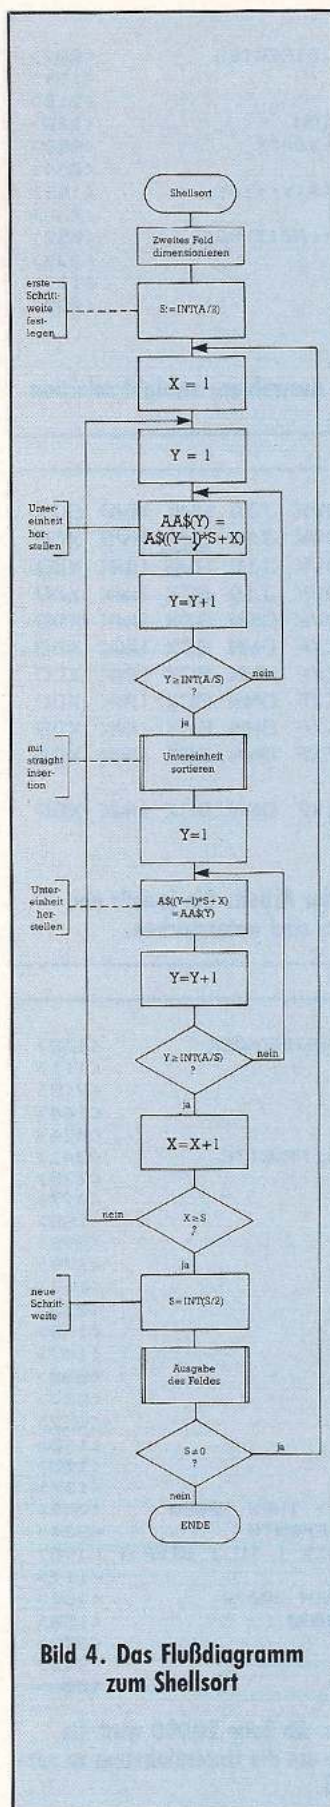 Shellsort
Zweites Feld
dimensionieren
erste
Schritt-
weite
fest-
legen
S:=INT(A/2)
X = 1
Y = 1
Unter-
einheit
herstellen
AA$(Y) =
A$((Y–1)*S+X)
Y=Y+1
Y≥INT(A/S)
?
nein
ja
mit
straight
inser-
tion
Untereinheit
sortieren
Y=1
Unter-
einheit
her-
stellen
A$((Y–1)*S+X)
=AA$(Y)
Y=Y+1
Y≥INT(A/S)
?
nein
ja
X=X+1
nein
X≥S
?
ja
neue
Schritt-
weite
S=INT(S/2)
Ausgabe
des Feldes
S≠0
?
ja
nein
ENDE
Bild 4. Das Flußdiagramm
zum Shellsort